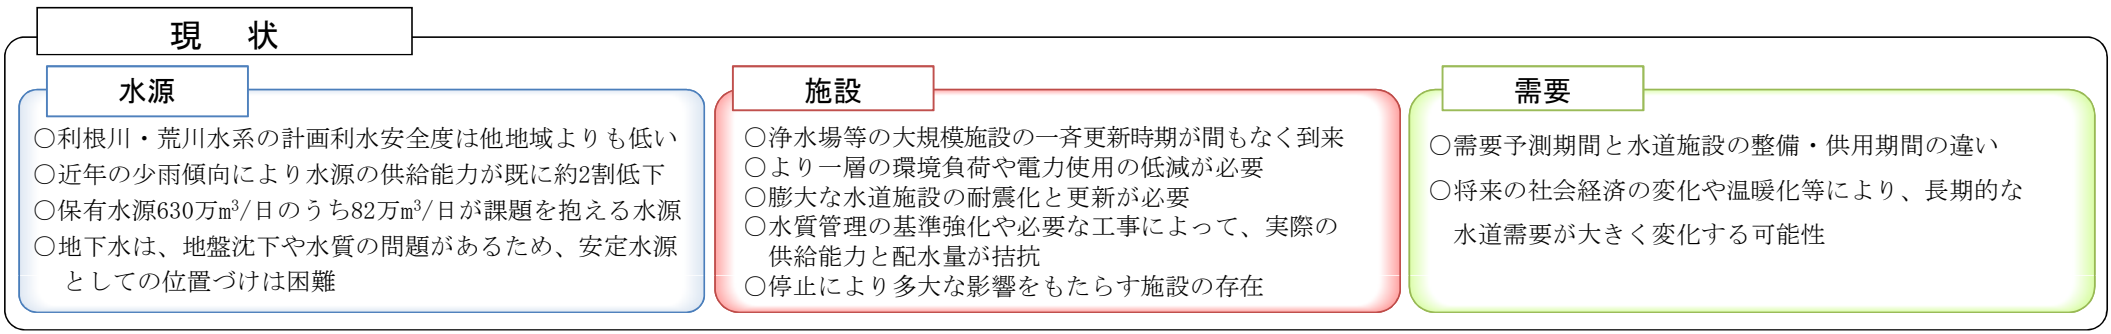 現 状
水源
○利根川・荒川水系の計画利水安全度は他地域よりも低い
○近年の少雨傾向により水源の供給能力が既に約2割低下
○保有水源630万m³/日のうち82万m³/日が課題を抱える水源
○地下水は、地盤沈下や水質の問題があるため、安定水源
としての位置づけは困難
施設
○浄水場等の大規模施設の一斉更新時期が間もなく到来
○より一層の環境負荷や電力使用の低減が必要
○膨大な水道施設の耐震化と更新が必要
○水質管理の基準強化や必要な工事によって、実際の
供給能力と配水量が拮抗
○停止により多大な影響をもたらす施設の存在
需要
○需要予測期間と水道施設の整備・供用期間の違い
○将来の社会経済の変化や温暖化等により、長期的な
水道需要が大きく変化する可能性